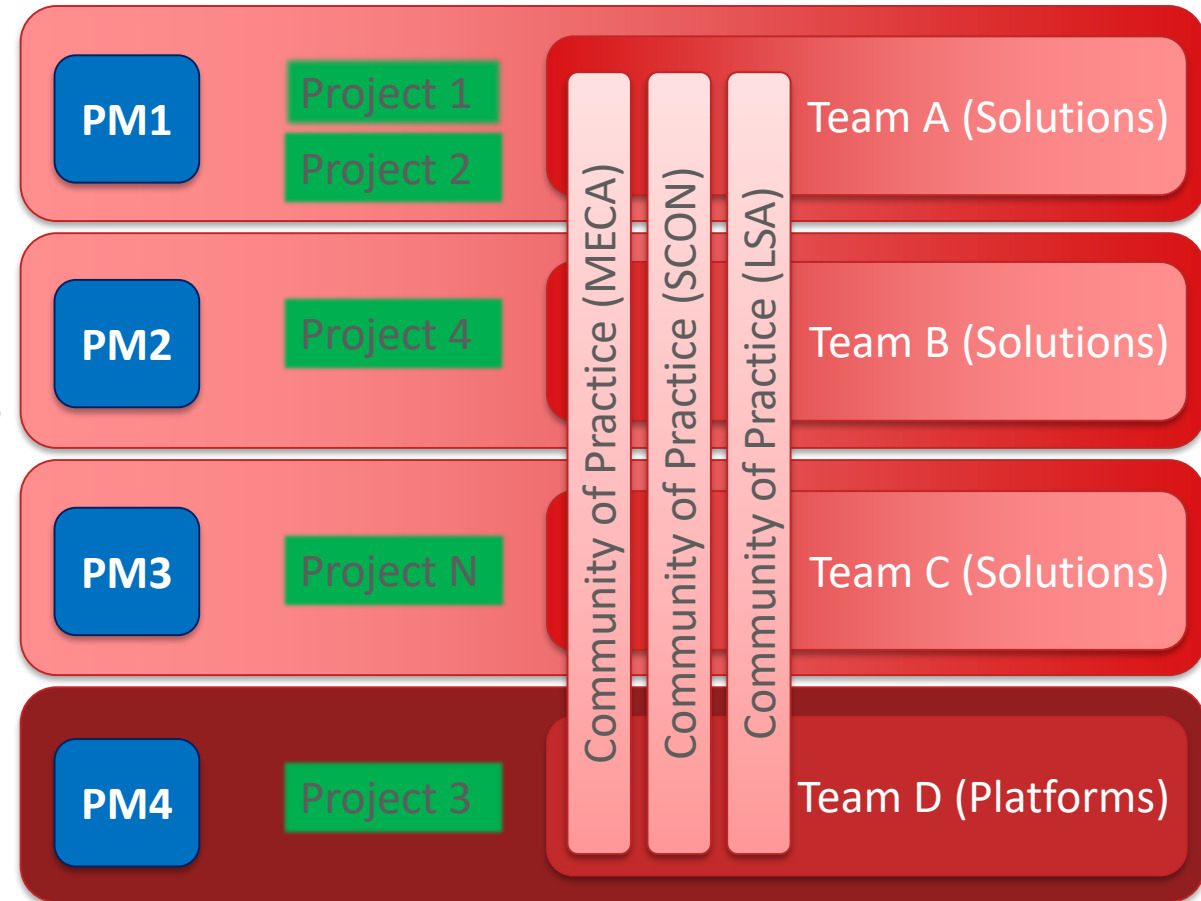 PM1
Project 1
Project 2
Team A (Solutions)
PM2
Project 4
Team B (Solutions)
PM3
Project N
Team C (Solutions)
PM4
Project 3
Team D (Platforms)
Community of Practice (MECA)
Community of Practice (SCON)
Community of Practice (LSA)